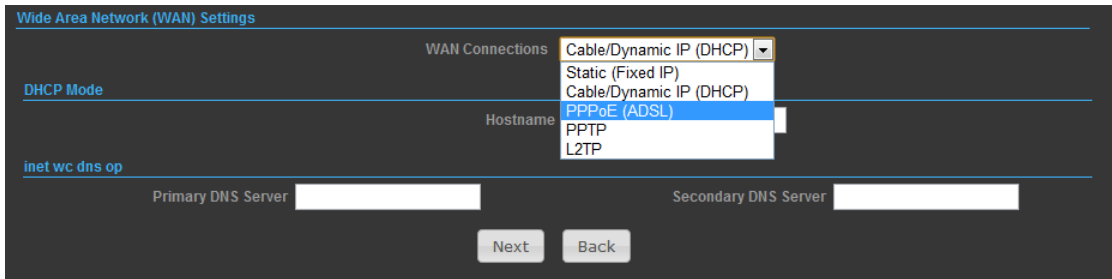 Wide Area Network (WAN) Settings
WAN Connections Cable/Dynamic IP (DHCP)
Static (Fixed IP)
DHCP Mode
Cable/Dynamic IP (DHCP)
PPPoE (ADSL)
Hostname
PPTP
L2TP
inet wc dns op
Primary DNS Server Secondary DNS Server
Next Back